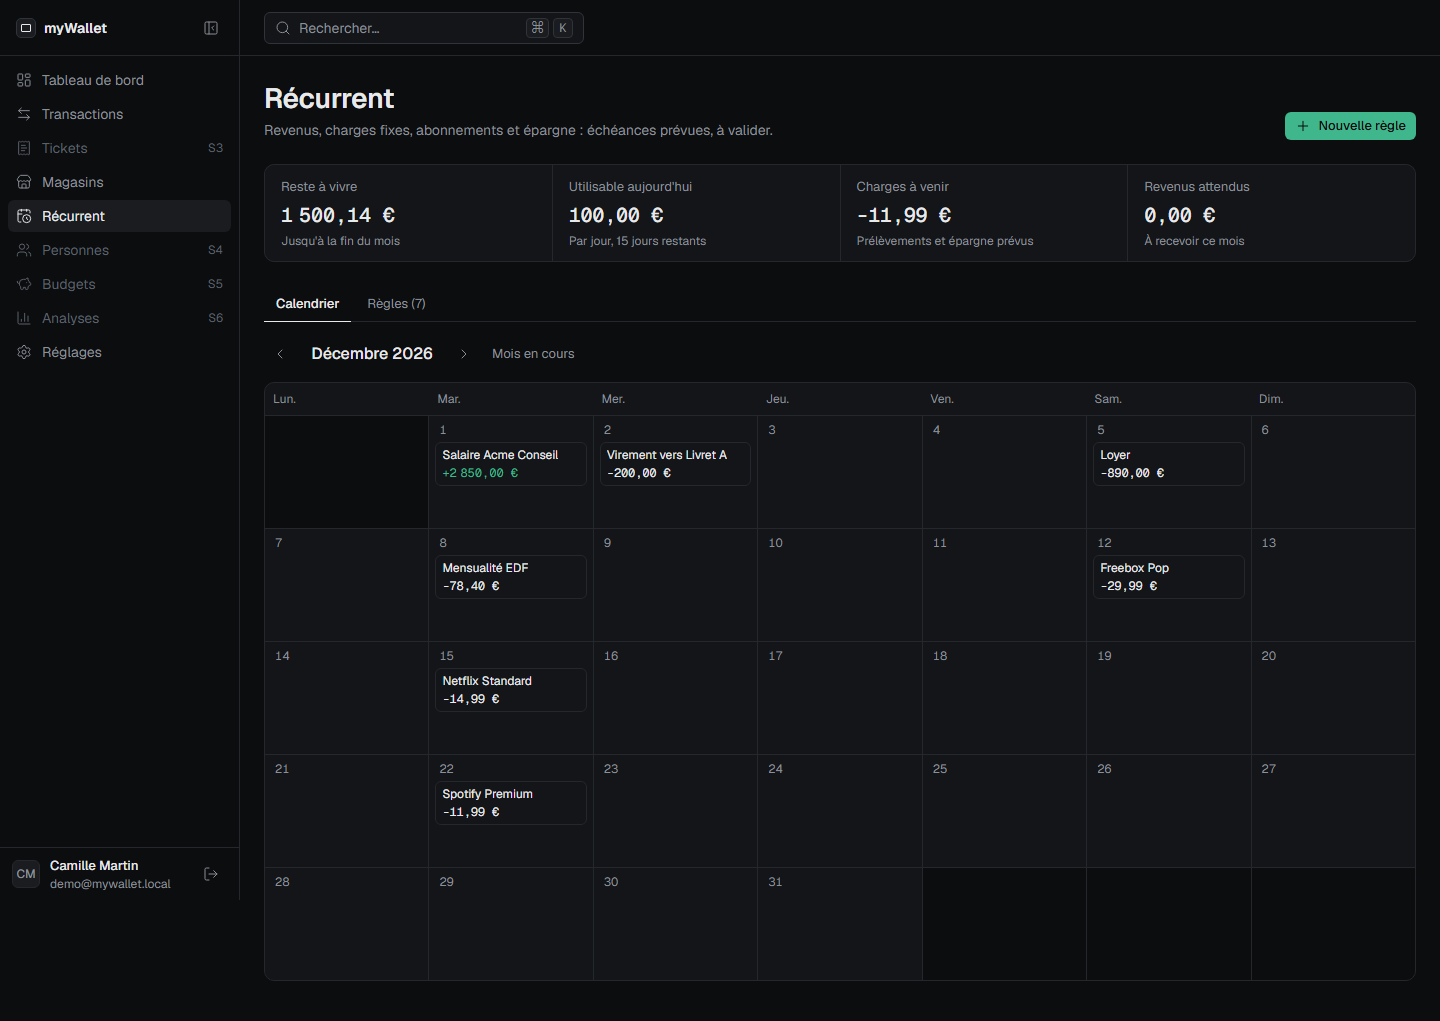 myWallet
Rechercher...
⌘ K
Tableau de bord
Transactions
Tickets S3
Magasins
Récurrent
Personnes S4
Budgets S5
Analyses S6
Réglages
Récurrent
Revenus, charges fixes, abonnements et épargne : échéances prévues, à valider.
Nouvelle règle
Reste à vivre
1 500,14 €
Jusqu'à la fin du mois
Utilisable aujourd'hui
100,00 €
Par jour, 15 jours restants
Charges à venir
-11,99 €
Prélèvements et épargne prévus
Revenus attendus
0,00 €
À recevoir ce mois
Calendrier
Règles (7)
Décembre 2026
Mois en cours
Lun. Mar. Mer. Jeu. Ven. Sam. Dim.
1
Salaire Acme Conseil
+2 850,00 €
2
Virement vers Livret A
-200,00 €
3
4
5
Loyer
-890,00 €
6
7
8
Mensualité EDF
-78,40 €
9
10
11
12
Freebox Pop
-29,99 €
13
14
15
Netflix Standard
-14,99 €
16
17
18
19
20
21
22
Spotify Premium
-11,99 €
23
24
25
26
27
28
29
30
31
CM
Camille Martin
demo@mywallet.local